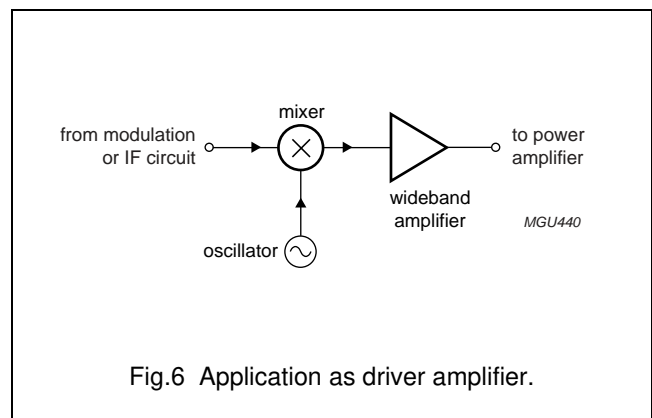 mixer
from modulation
or IF circuit
to power
amplifier
wideband
amplifier
MGU440
oscillator
Fig.6 Application as driver amplifier.